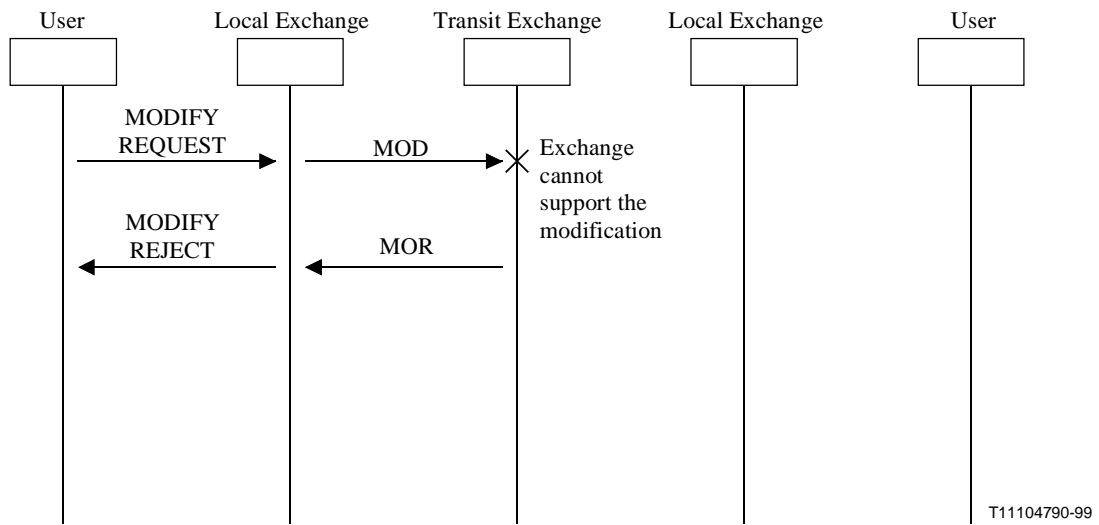 User
Local Exchange
Transit Exchange
Local Exchange
User
MODIFY
REQUEST
MOD
Exchange
cannot
support the
modification
MODIFY
REJECT
MOR
T11104790-99